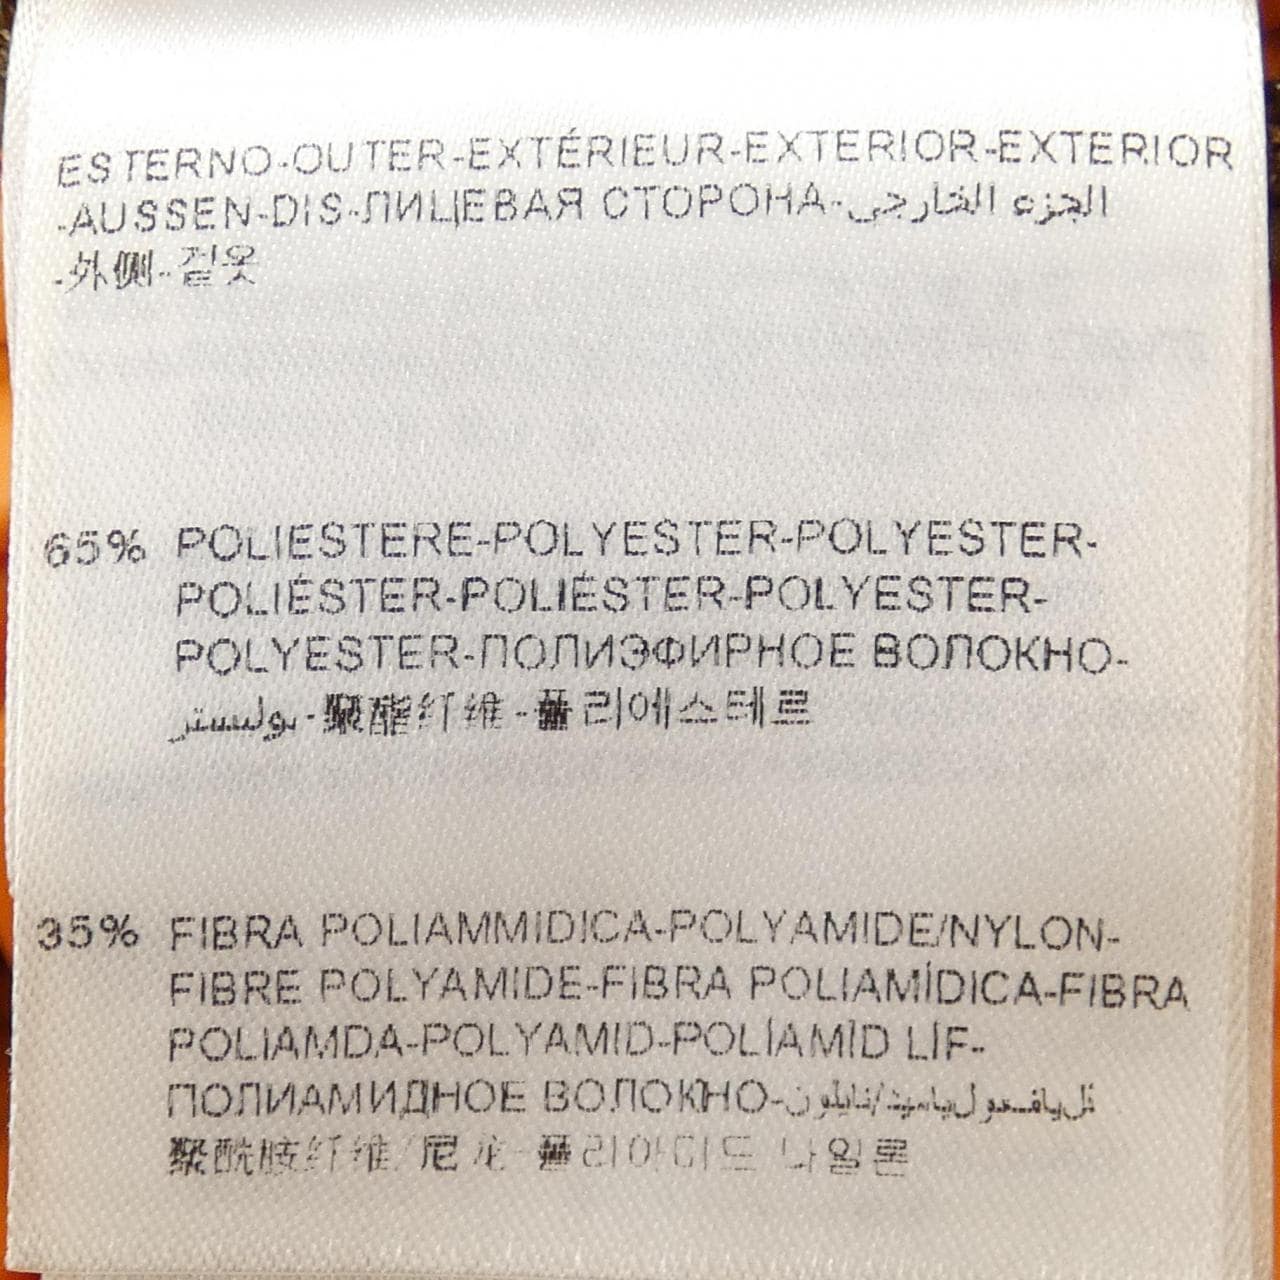 ESTERNO-OUTER-EXTÉRIEUR-EXTERIOR-EXTERIOR
-AUSSEN-DIS-ЛИЦЕВАЯ СТОРОНА-الجزء الخارجي
-外侧-겉옷
65% POLIESTERE-POLYESTER-POLYESTER-
POLIÉSTER-POLIÉSTER-POLYESTER-
POLYESTER-ПОЛИЭФИРНОЕ ВОЛОКНО-
بوليستر-聚酯纤维-폴리에스테르
35% FIBRA POLIAMMIDICA-POLYAMIDE/NYLON-
FIBRE POLYAMIDE-FIBRA POLIAMÍDICA-FIBRA
POLIAMDA-POLYAMID-POLİAMİD LİF-
ПОЛИАМИДНОЕ ВОЛОКНО-
聚酰胺纤维/尼龙-폴리아미드 나일론